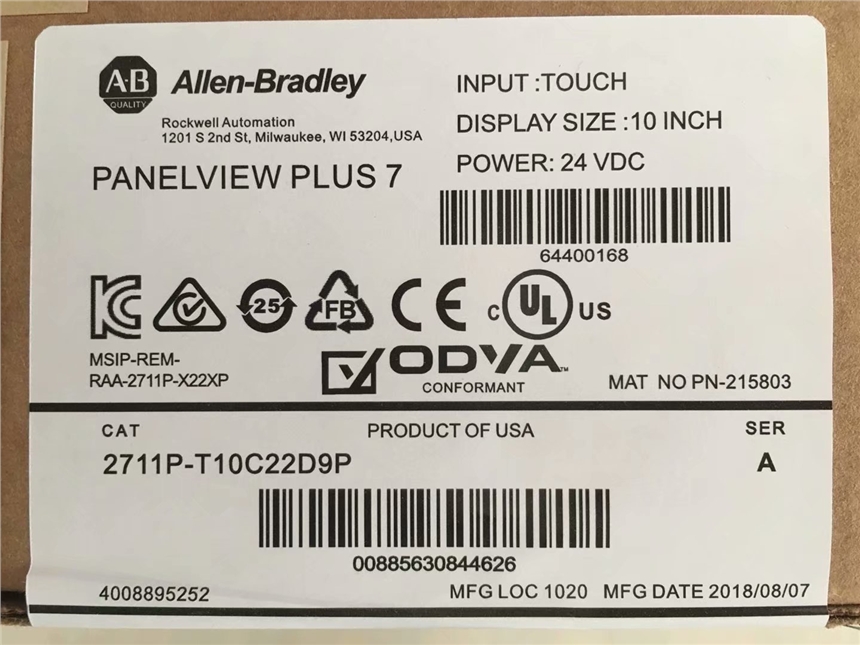 A·B
QUALITY
Allen-Bradley
Rockwell Automation
1201 S 2nd St, Milwaukee, WI 53204,USA
PANELVIEW PLUS 7
INPUT :TOUCH
DISPLAY SIZE :10 INCH
POWER: 24 VDC
64400168
KC
25
FB
CE
C UL US
MSIP-REM-
RAA-2711P-X22XP
ODVA™
CONFORMANT
MAT NO PN-215803
CAT
PRODUCT OF USA
SER
2711P-T10C22D9P
A
00885630844626
4008895252
MFG LOC 1020
MFG DATE 2018/08/07